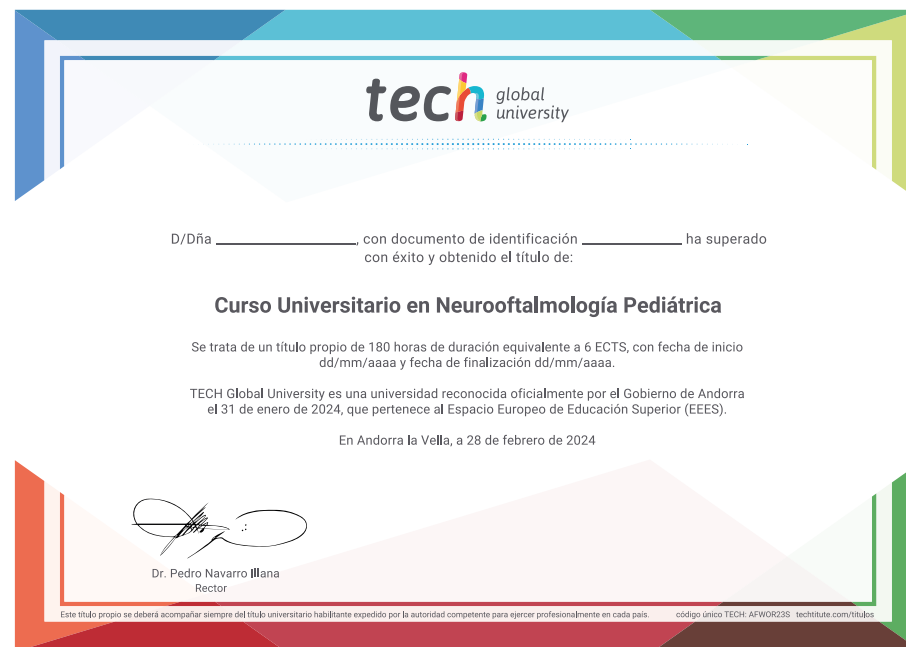 tech global
university
D/Dña ____________, con documento de identificación ____________ ha superado
con éxito y obtenido el título de:
Curso Universitario en Neurooftalmología Pediátrica
Se trata de un título propio de 180 horas de duración equivalente a 6 ECTS, con fecha de inicio
dd/mm/aaaa y fecha de finalización dd/mm/aaaa.
TECH Global University es una universidad reconocida oficialmente por el Gobierno de Andorra
el 31 de enero de 2024, que pertenece al Espacio Europeo de Educación Superior (EEES).
En Andorra la Vella, a 28 de febrero de 2024
Dr. Pedro Navarro Illana
Rector
Este título propio se deberá acompañar siempre del título universitario habilitante expedido por la autoridad competente para ejercer profesionalmente en cada país. código único TECH: AFWOR23S techtitute.com/titulos